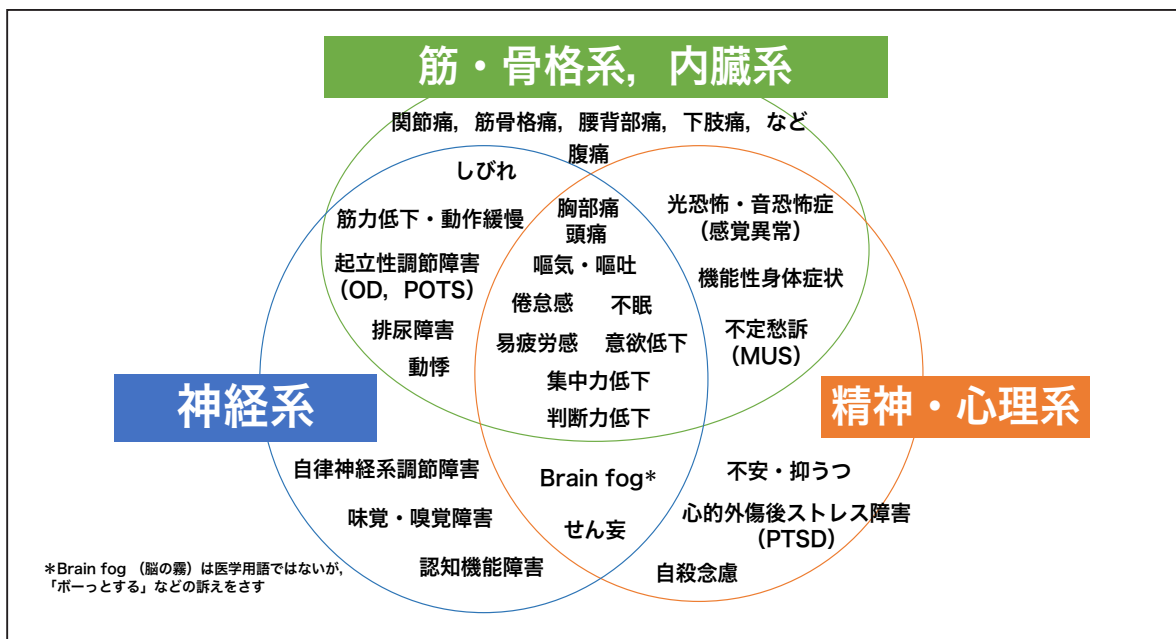 筋・骨格系，内臓系
関節痛，筋骨格痛，腰背部痛，下肢痛，など
腹痛
しびれ
筋力低下・動作緩慢
起立性調節障害
（OD，POTS）
排尿障害
動悸
胸部痛
頭痛
嘔気・嘔吐
倦怠感 不眠
易疲労感 意欲低下
集中力低下
判断力低下
光恐怖・音恐怖症
（感覚異常）
機能性身体症状
不定愁訴
（MUS）
神経系
精神・心理系
自律神経系調節障害
味覚・嗅覚障害
認知機能障害
Brain fog＊
せん妄
不安・抑うつ
心的外傷後ストレス障害
（PTSD）
自殺念慮
＊Brain fog （脳の霧）は医学用語ではないが，
「ボーっとする」などの訴えをさす